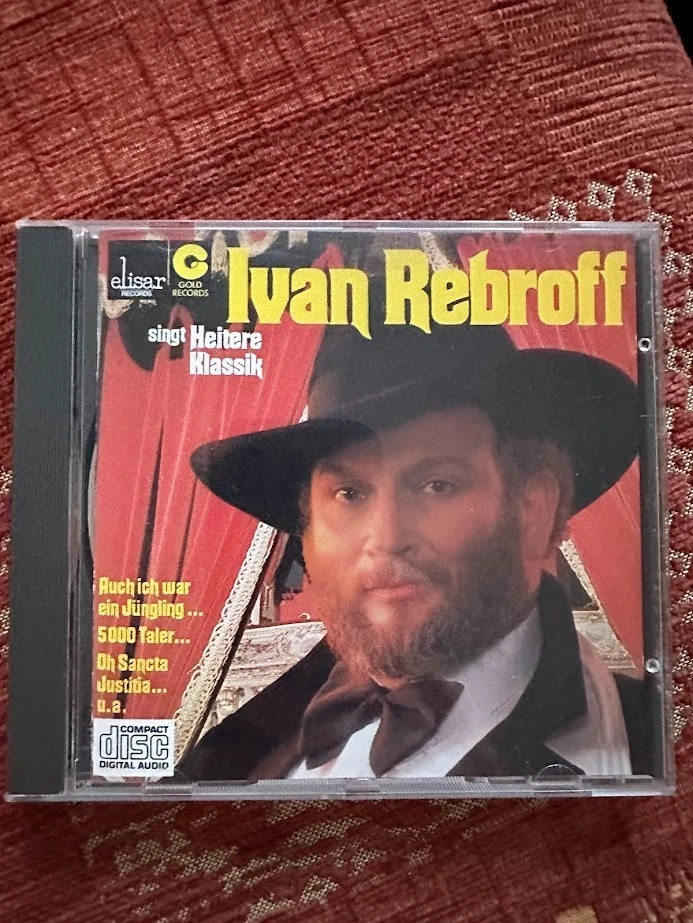 elisar
RECORDS
G
GOLD
RECORDS
Ivan Rebroff
singt Heitere
Klassik
Auch ich war
ein Jüngling ...
5000 Taler...
Oh Sancta
Justitia...
u.a.
COMPACT
disc
DIGITAL AUDIO